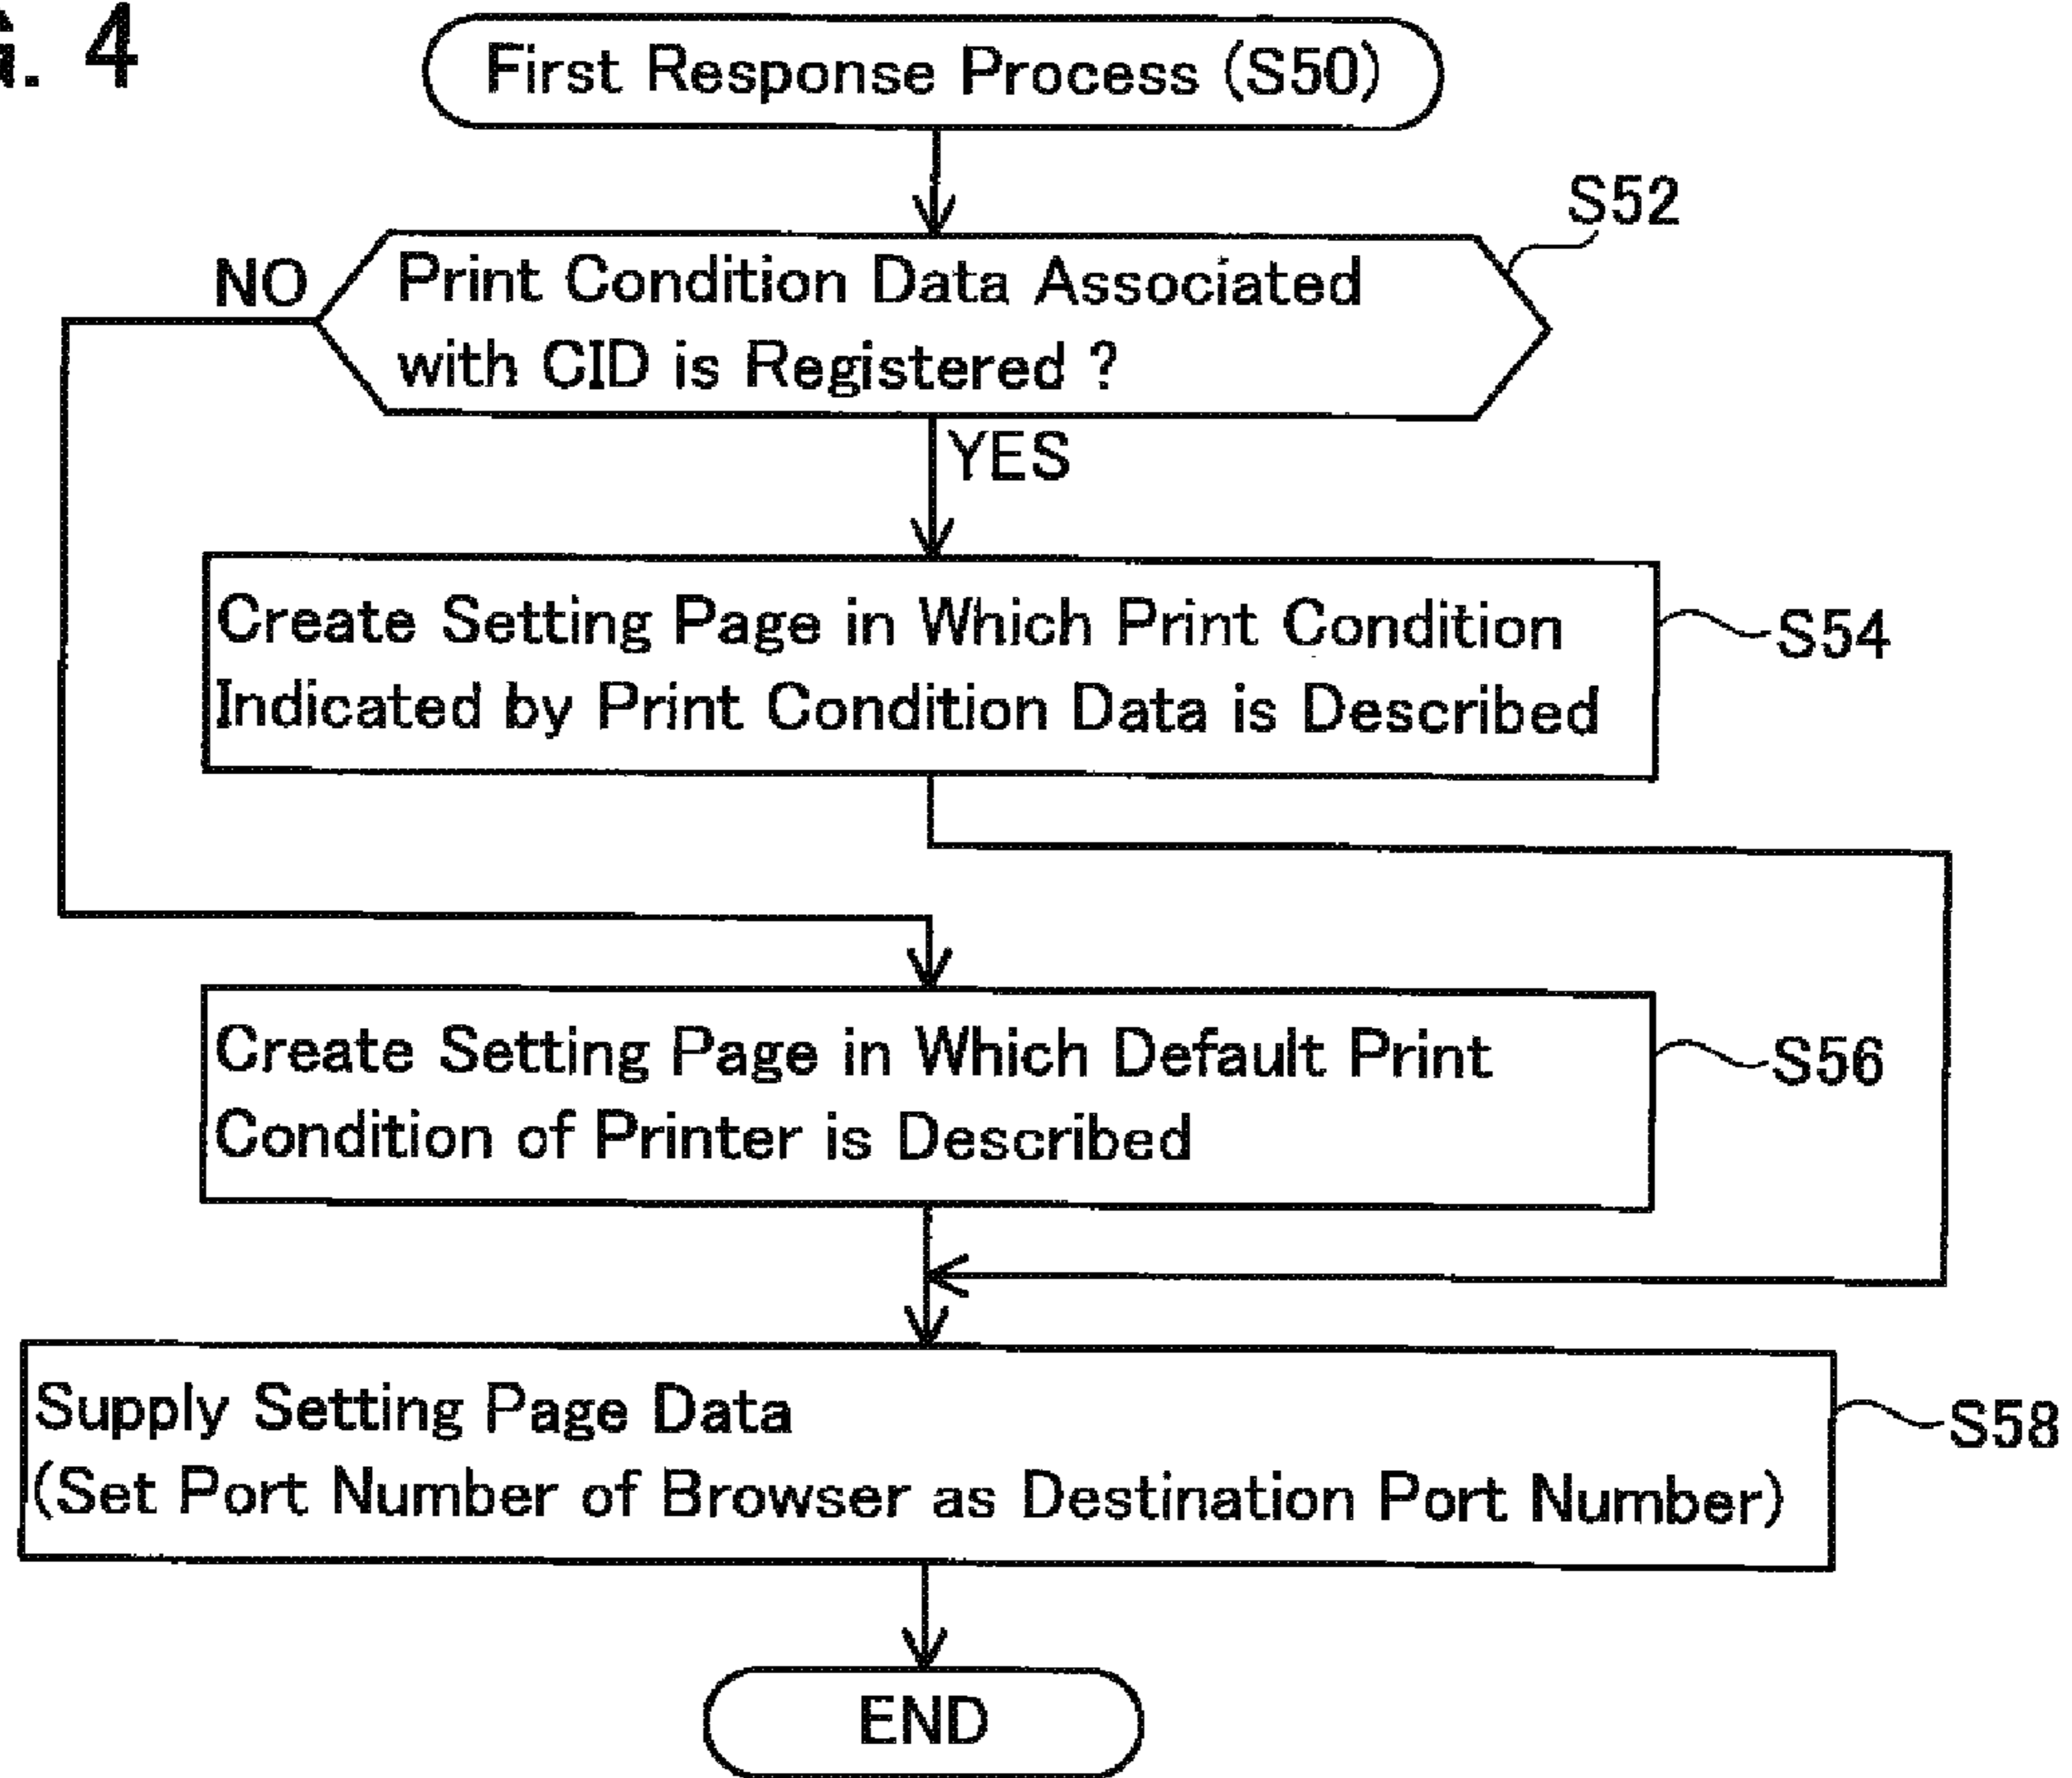 G. 4
First Response Process (S50)
S52
NO
Print Condition Data Associated
with CID is Registered ?
YES
Create Setting Page in Which Print Condition
Indicated by Print Condition Data is Described
S54
Create Setting Page in Which Default Print
Condition of Printer is Described
S56
Supply Setting Page Data
(Set Port Number of Browser as Destination Port Number)
S58
END